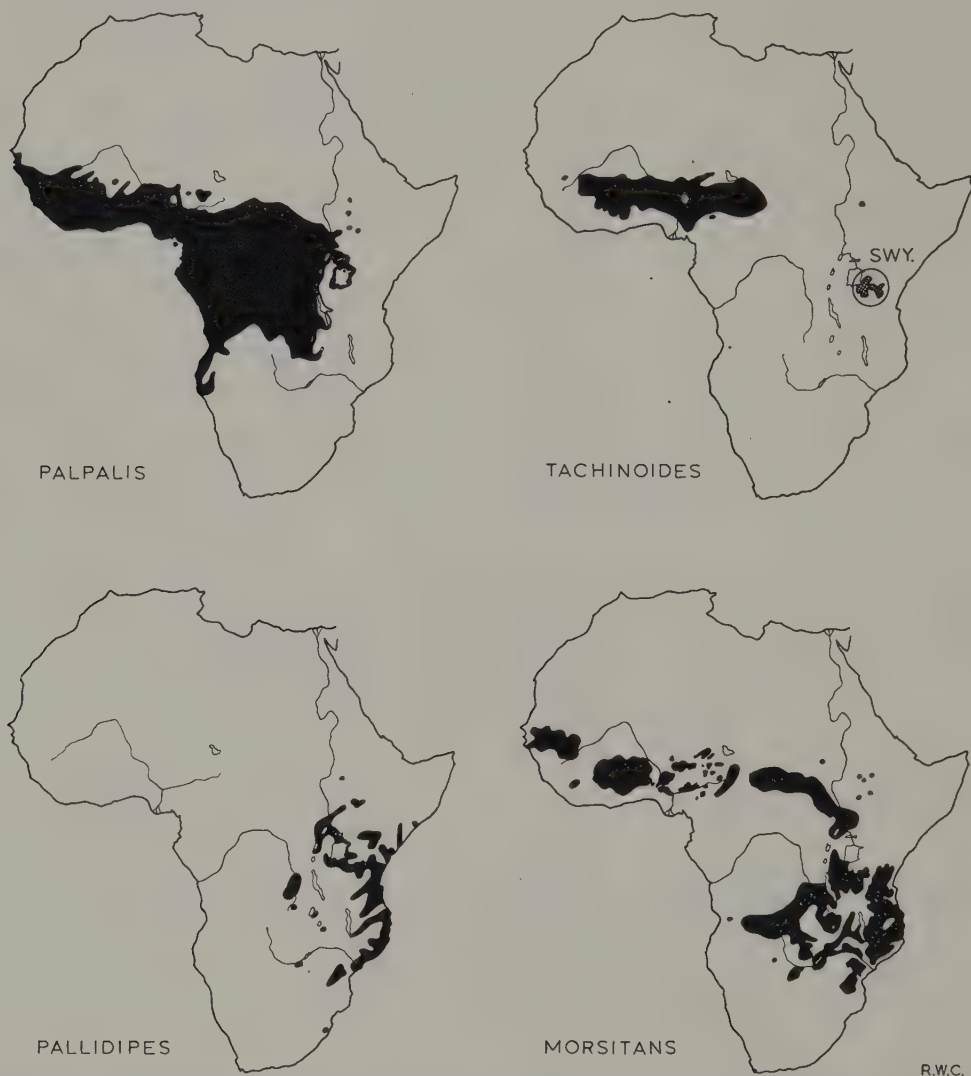 SWY.
PALPALIS
TACHINOIDES
PALLIDIPES
MORSITANS
R.W.C.